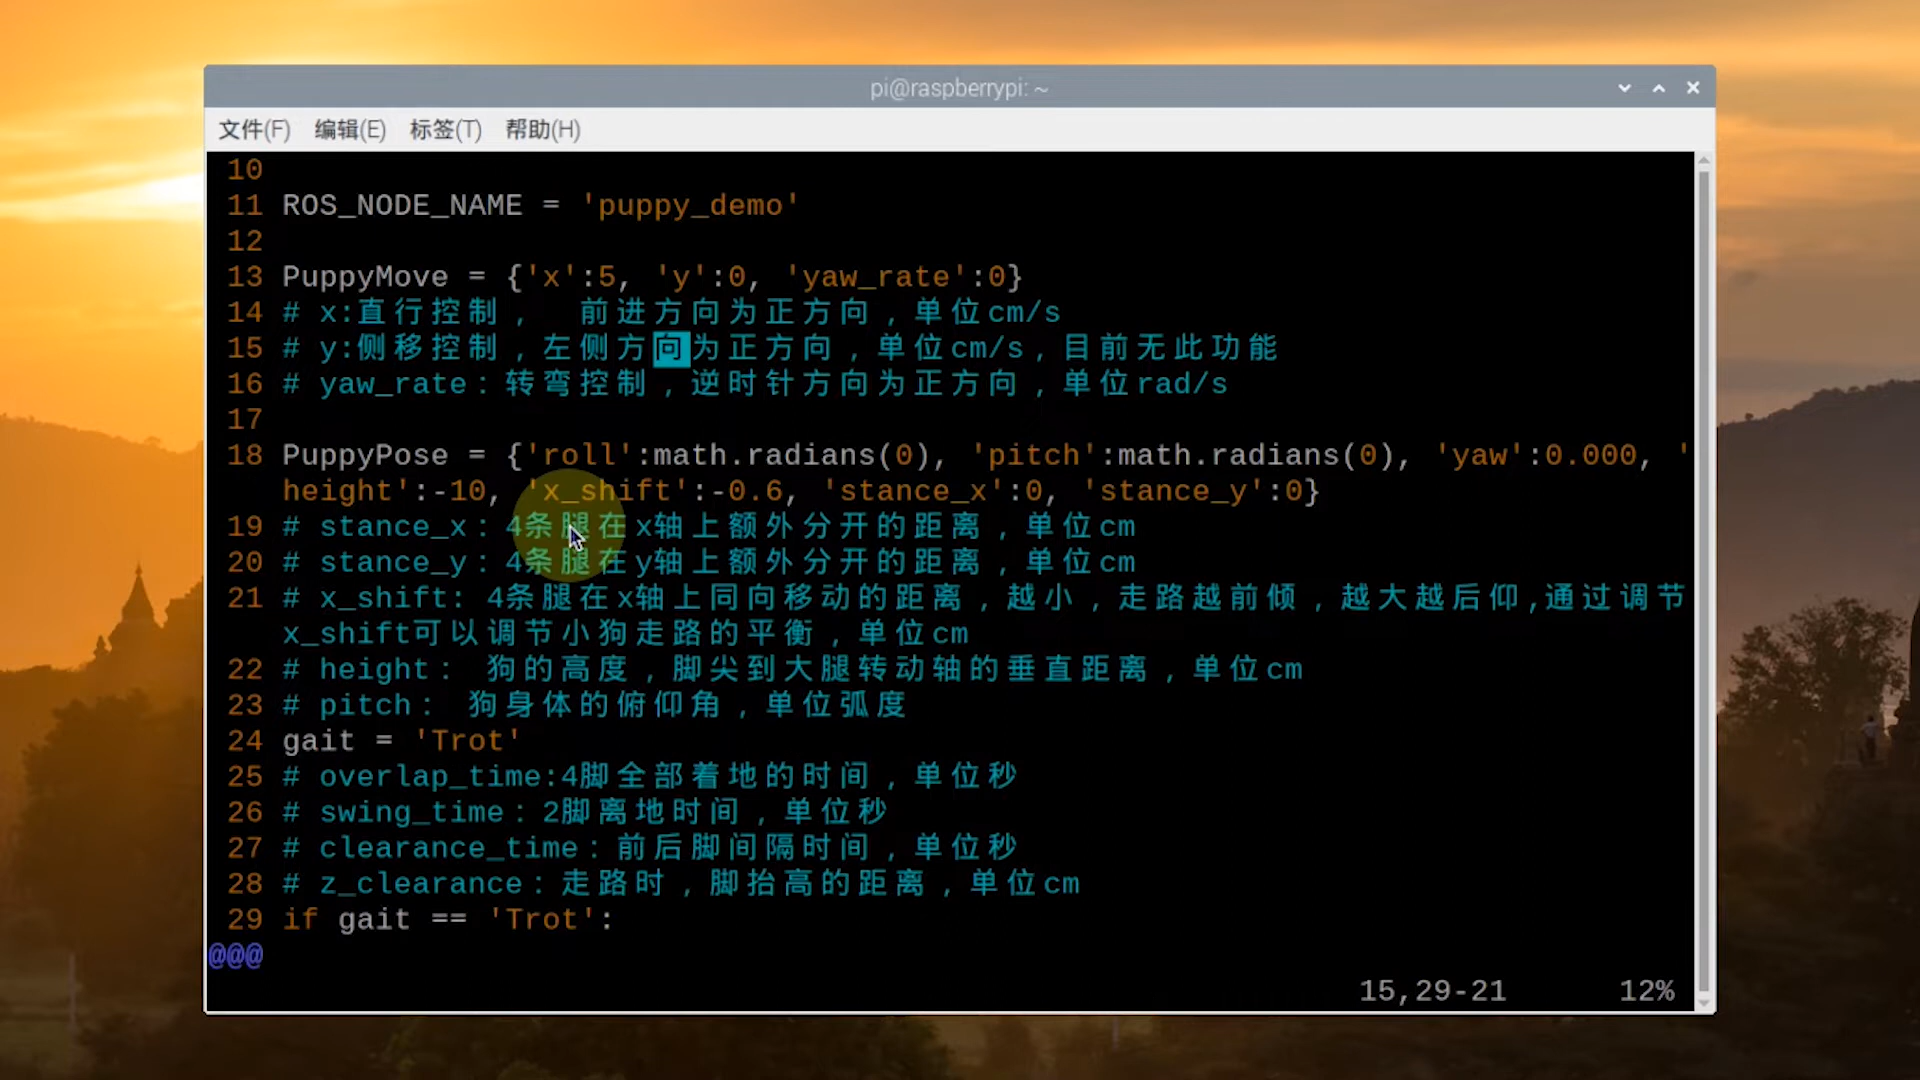 pi@raspberrypi: ~
文件(F) 编辑(E) 标签(T) 帮助(H)
10
11 ROS_NODE_NAME = 'puppy_demo'
12
13 PuppyMove = {'x':5, 'y':0, 'yaw_rate':0}
14 # x:直行控制， 前进方向为正方向，单位cm/s
15 # y:侧移控制，左侧方向为正方向，单位cm/s，目前无此功能
16 # yaw_rate：转弯控制，逆时针方向为正方向，单位rad/s
17
18 PuppyPose = {'roll':math.radians(0), 'pitch':math.radians(0), 'yaw':0.000, '
height':-10, 'x_shift':-0.6, 'stance_x':0, 'stance_y':0}
19 # stance_x：4条腿在x轴上额外分开的距离，单位cm
20 # stance_y：4条腿在y轴上额外分开的距离，单位cm
21 # x_shift: 4条腿在x轴上同向移动的距离，越小，走路越前倾，越大越后仰,通过调节
x_shift可以调节小狗走路的平衡，单位cm
22 # height： 狗的高度，脚尖到大腿转动轴的垂直距离，单位cm
23 # pitch： 狗身体的俯仰角，单位弧度
24 gait = 'Trot'
25 # overlap_time:4脚全部着地的时间，单位秒
26 # swing_time：2脚离地时间，单位秒
27 # clearance_time：前后脚间隔时间，单位秒
28 # z_clearance：走路时，脚抬高的距离，单位cm
29 if gait == 'Trot':
@@@
15,29-21 12%